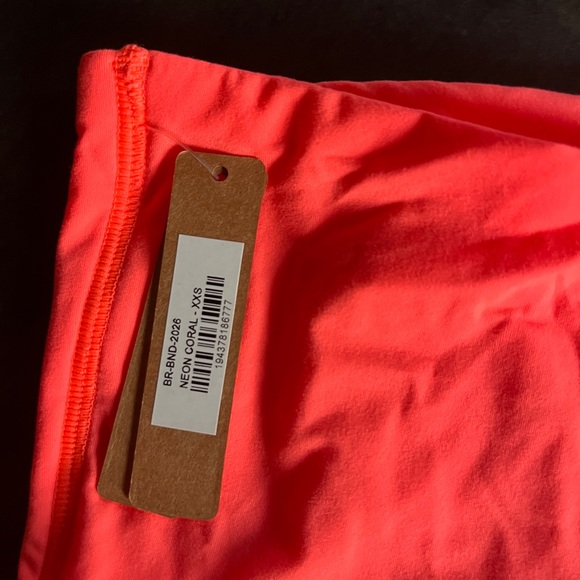 BR-BND-2026
NEON CORAL - XXS
194378186777